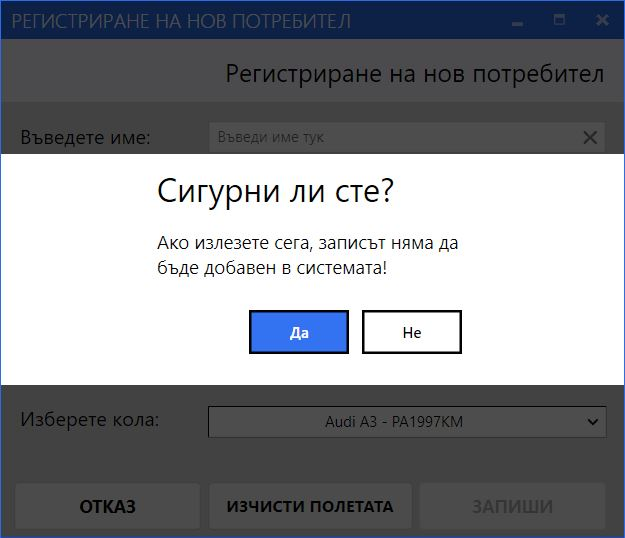 РЕГИСТРИРАНЕ НА НОВ ПОТРЕБИТЕЛ
Регистриране на нов потребител
Въведете име:
Въведи име тук
Сигурни ли сте?
Ако излезете сега, записът няма да
бъде добавен в системата!
Да
Не
Изберете кола:
Audi A3 - PA1997KM
ОТКАЗ
ИЗЧИСТИ ПОЛЕТАТА
ЗАПИШИ